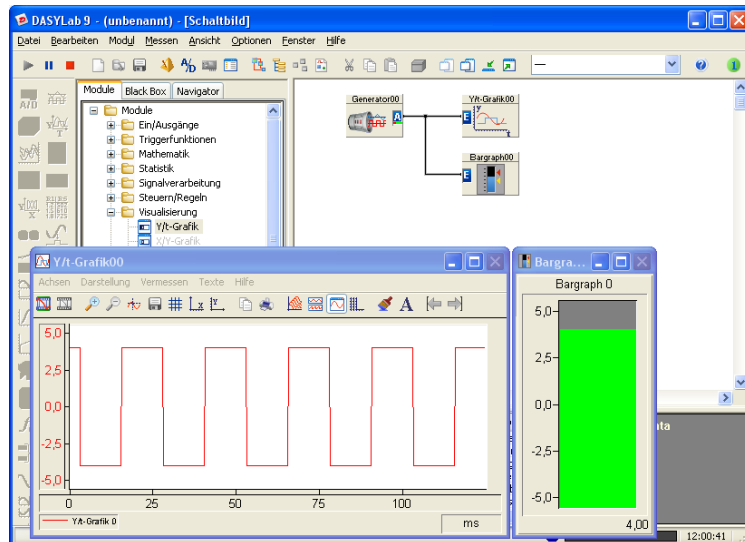 DASYLab 9 - (unbenannt) - [Schaltbild]
Datei Bearbeiten Modul Messen Ansicht Optionen Fenster Hilfe
A/D
Module Black Box Navigator
Module
Ein/Ausgänge
Triggerfunktionen
Mathematik
Statistik
Signalverarbeitung
Steuern/Regeln
Visualisierung
Y/t-Grafik
X/Y-Grafik
Generator00
A
Y/t-Grafik00
E
Bargraph00
E
Y/t-Grafik00
Achsen Darstellung Vermessen Texte Hilfe
5,0
2,5
0,0
-2,5
-5,0
0 25 50 75 100
Y/t-Grafik 0
ms
Bargra...
Bargraph 0
5,0
2,5
0,0
-2,5
-5,0
4,00
12:00:41